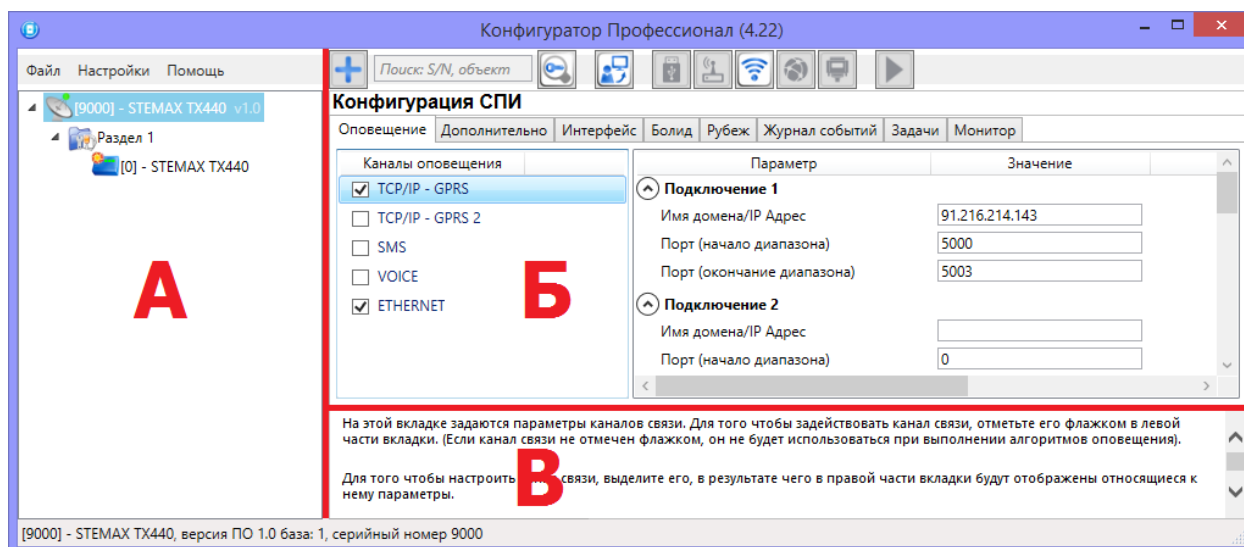 Конфигуратор Профессионал (4.22)
Файл Настройки Помощь
Поиск: S/N, объект
[9000] - STEMAX TX440 v1.0
Раздел 1
[0] - STEMAX TX440
А
Конфигурация СПИ
Оповещение Дополнительно Интерфейс Болид Рубеж Журнал событий Задачи Монитор
Каналы оповещения
TCP/IP - GPRS
TCP/IP - GPRS 2
SMS
VOICE
ETHERNET
Б
Параметр Значение
Подключение 1
Имя домена/IP Адрес 91.216.214.143
Порт (начало диапазона) 5000
Порт (окончание диапазона) 5003
Подключение 2
Имя домена/IP Адрес
Порт (начало диапазона) 0
На этой вкладке задаются параметры каналов связи. Для того чтобы задействовать канал связи, отметьте его флажком в левой
части вкладки. (Если канал связи не отмечен флажком, он не будет использоваться при выполнении алгоритмов оповещения).
Для того чтобы настроить связи, выделите его, в результате чего в правой части вкладки будут отображены относящиеся к
нему параметры.
В
[9000] - STEMAX TX440, версия ПО 1.0 база: 1, серийный номер 9000